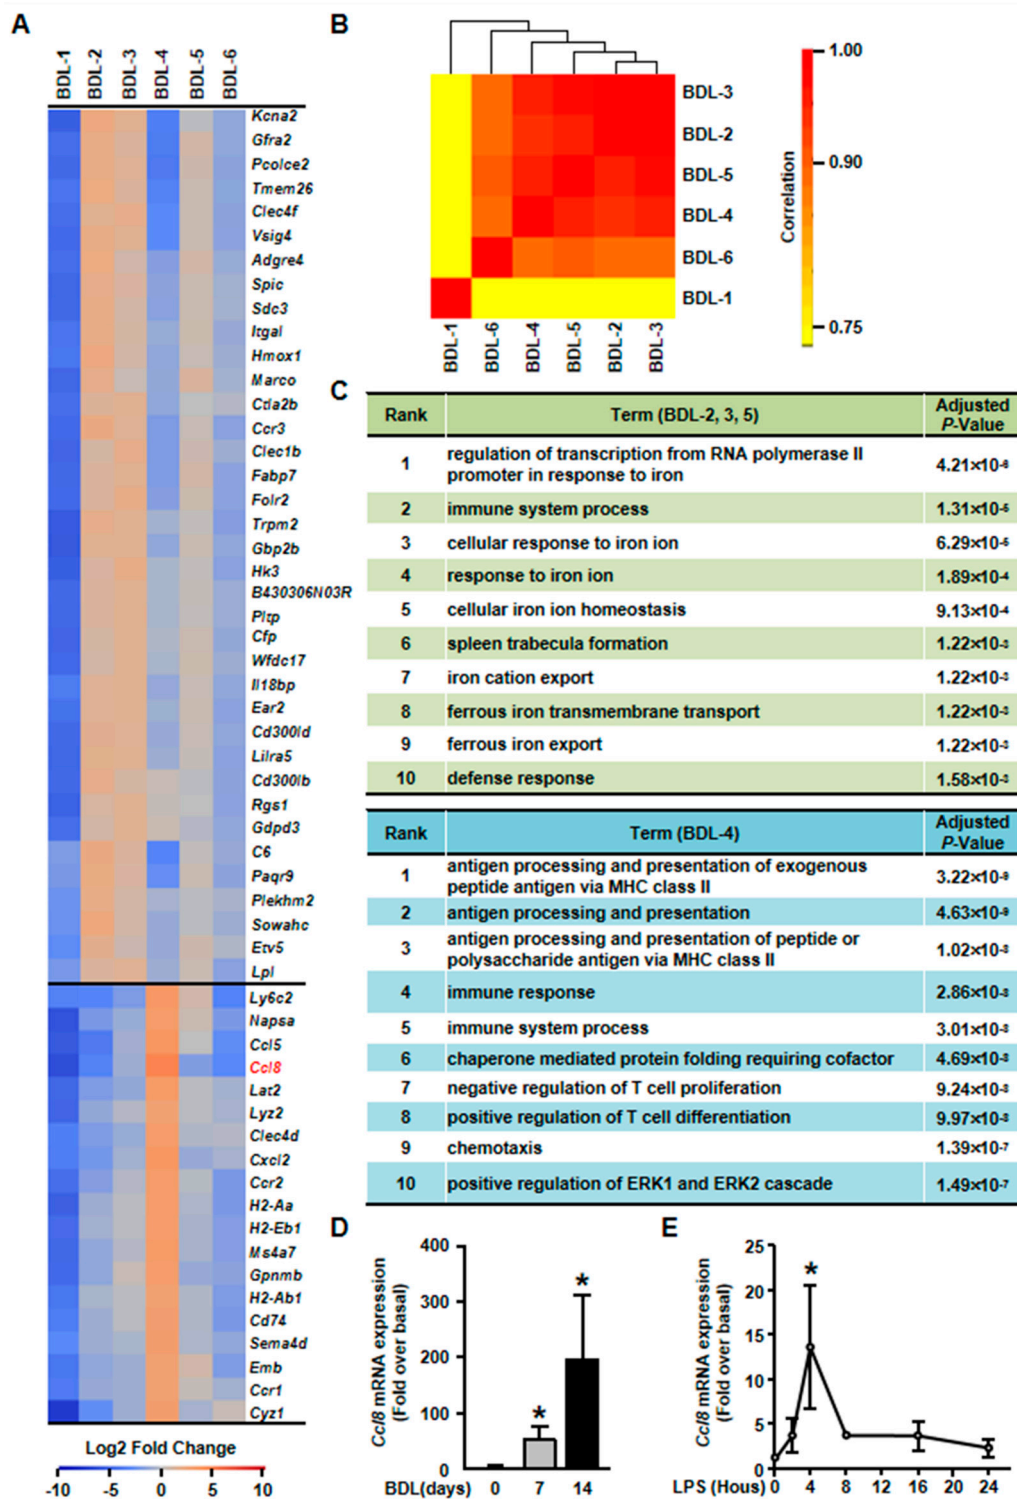 A
BDL-1 BDL-2 BDL-3 BDL-4 BDL-5 BDL-6
Kcna2
Gfra2
Pcolce2
Tmem26
Clec4f
Vsig4
Adgre4
Spic
Sdc3
Itgal
Hmox1
Marco
Ctla2b
Ccr3
Clec1b
Fabp7
Folr2
Trpm2
Gbp2b
Hk3
B430306N03R
Pltp
Cfp
Wfdc17
Il18bp
Ear2
Cd300ld
Lilra5
Cd300lb
Rgs1
Gdpd3
C6
Paqr9
Plekhm2
Sowahc
Etv5
Lpl
Ly6c2
Napsa
Ccl5
Ccl8
Lat2
Lyz2
Clec4d
Cxcl2
Ccr2
H2-Aa
H2-Eb1
Ms4a7
Gpnmb
H2-Ab1
Cd74
Sema4d
Emb
Ccr1
Cyz1
Log2 Fold Change
-10 -5 0 5 10
B
BDL-3
BDL-2
BDL-5
BDL-4
BDL-6
BDL-1
BDL-1 BDL-6 BDL-4 BDL-5 BDL-2 BDL-3
Correlation
1.00
0.90
0.75
C
Rank Term (BDL-2, 3, 5) Adjusted
P-Value
1 regulation of transcription from RNA polymerase II
promoter in response to iron 4.21×10-6
2 immune system process 1.31×10-5
3 cellular response to iron ion 6.29×10-5
4 response to iron ion 1.89×10-4
5 cellular iron ion homeostasis 9.13×10-4
6 spleen trabecula formation 1.22×10-3
7 iron cation export 1.22×10-3
8 ferrous iron transmembrane transport 1.22×10-3
9 ferrous iron export 1.22×10-3
10 defense response 1.58×10-3
Rank Term (BDL-4) Adjusted
P-Value
1 antigen processing and presentation of exogenous
peptide antigen via MHC class II 3.22×10-9
2 antigen processing and presentation 4.63×10-9
3 antigen processing and presentation of peptide or
polysaccharide antigen via MHC class II 1.02×10-8
4 immune response 2.86×10-8
5 immune system process 3.01×10-8
6 chaperone mediated protein folding requiring cofactor 4.69×10-8
7 negative regulation of T cell proliferation 9.24×10-8
8 positive regulation of T cell differentiation 9.97×10-8
9 chemotaxis 1.39×10-7
10 positive regulation of ERK1 and ERK2 cascade 1.49×10-7
D
Ccl8 mRNA expression
(Fold over basal)
400
300
200
100
0
* *
BDL(days) 0 7 14
E
Ccl8 mRNA expression
(Fold over basal)
25
20
15
10
5
0
*
LPS (Hous) 0 4 8 12 16 20 24